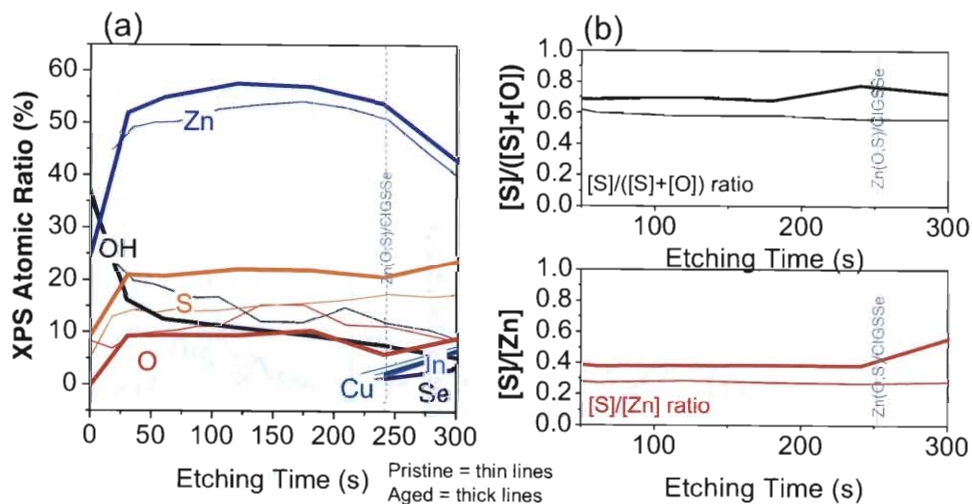 (a)
60
50
40
30
20
10
0
XPS Atomic Ratio (%)
Zn
OH
S
O
Cu
In
Se
Zn(O,S)/CIGSSe
0 50 100 150 200 250 300
Etching Time (s)
Pristine = thin lines
Aged = thick lines
(b)
1.0
0.8
0.6
0.4
0.2
0.0
[S]/([S]+[O])
Zn(O,S)/CIGSSe
[S]/([S]+[O]) ratio
100 200 300
Etching Time (s)
1.0
0.8
0.6
0.4
0.2
0.0
[S]/[Zn]
Zn(O,S)/CIGSSe
[S]/[Zn] ratio
100 200 300
Etching Time (s)